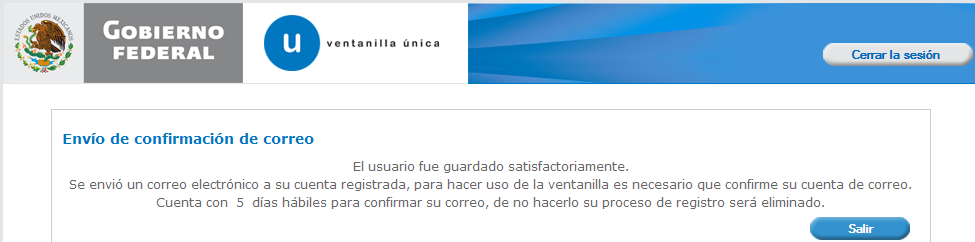 ESTADOS UNIDOS MEXICANOS
GOBIERNO
FEDERAL
u
ventanilla única
Cerrar la sesión
Envío de confirmación de correo
El usuario fue guardado satisfactoriamente.
Se envió un correo electrónico a su cuenta registrada, para hacer uso de la ventanilla es necesario que confirme su cuenta de correo.
Cuenta con 5 días hábiles para confirmar su correo, de no hacerlo su proceso de registro será eliminado.
Salir